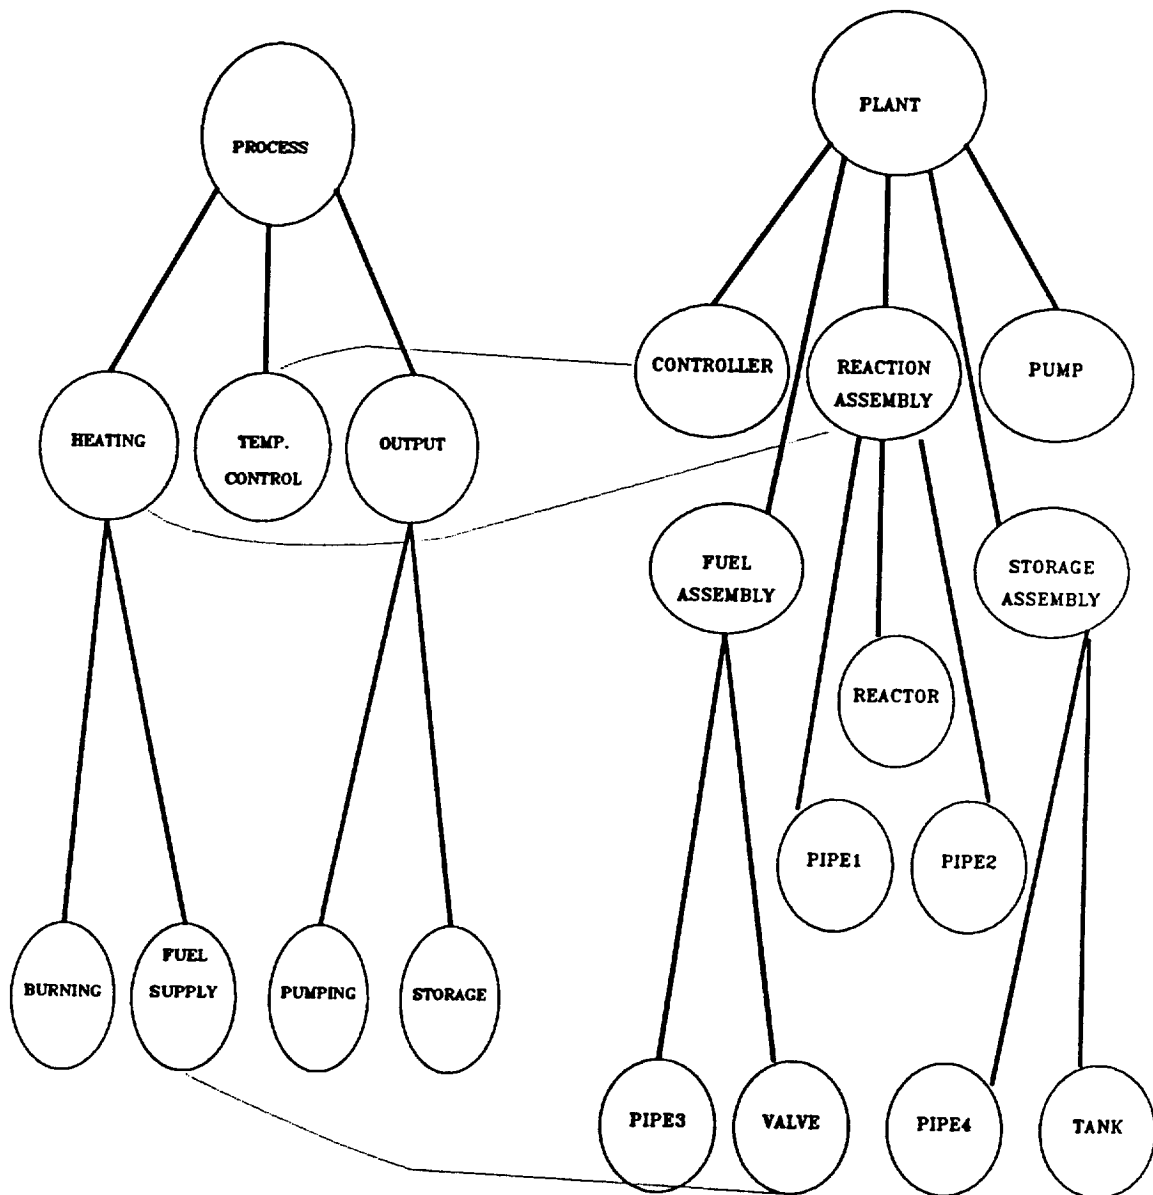 PLANT
PROCESS
CONTROLLER
REACTION
ASSEMBLY
PUMP
HEATING
TEMP.
CONTROL
OUTPUT
FUEL
ASSEMBLY
STORAGE
ASSEMBLY
REACTOR
PIPE1
PIPE2
BURNING
FUEL
SUPPLY
PUMPING
STORAGE
PIPE3
VALVE
PIPE4
TANK